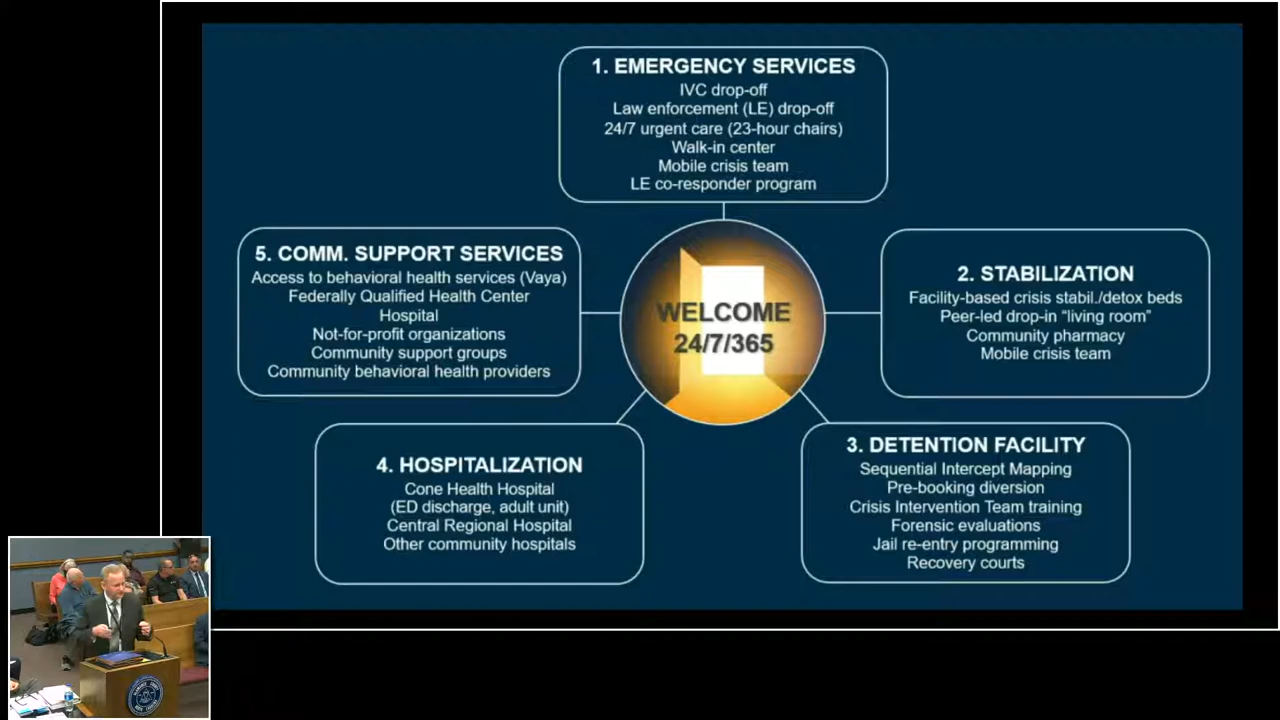 1. EMERGENCY SERVICES
IVC drop-off
Law enforcement (LE) drop-off
24/7 urgent care (23-hour chairs)
Walk-in center
Mobile crisis team
LE co-responder program
5. COMM. SUPPORT SERVICES
Access to behavioral health services (Vaya)
Federally Qualified Health Center
Hospital
Not-for-profit organizations
Community support groups
Community behavioral health providers
WELCOME
24/7/365
2. STABILIZATION
Facility-based crisis stabil./detox beds
Peer-led drop-in “living room”
Community pharmacy
Mobile crisis team
4. HOSPITALIZATION
Cone Health Hospital
(ED discharge, adult unit)
Central Regional Hospital
Other community hospitals
3. DETENTION FACILITY
Sequential Intercept Mapping
Pre-booking diversion
Crisis Intervention Team training
Forensic evaluations
Jail re-entry programming
Recovery courts